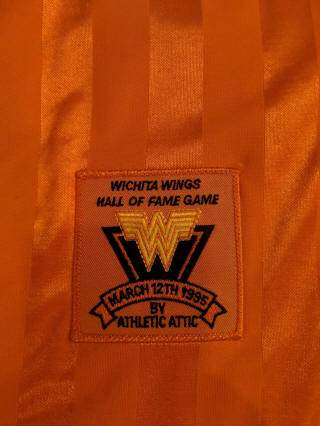 WICHITA WINGS
HALL OF FAME GAME
W
MARCH 12TH 1995
BY
ATHLETIC ATTIC